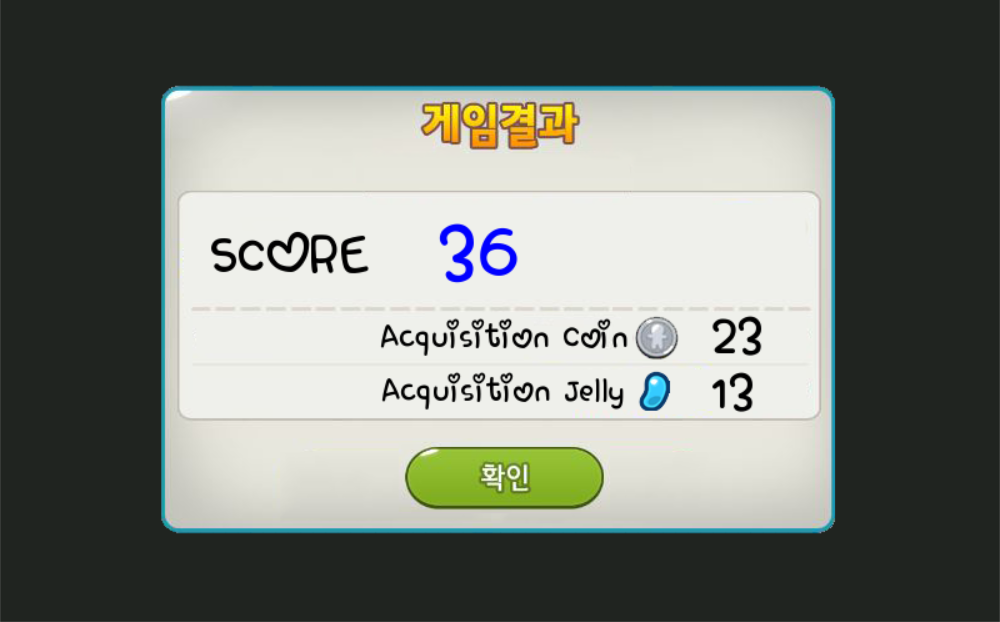 게임결과
SCORE 36
Acquisition Coin 23
Acquisition Jelly 13
확인